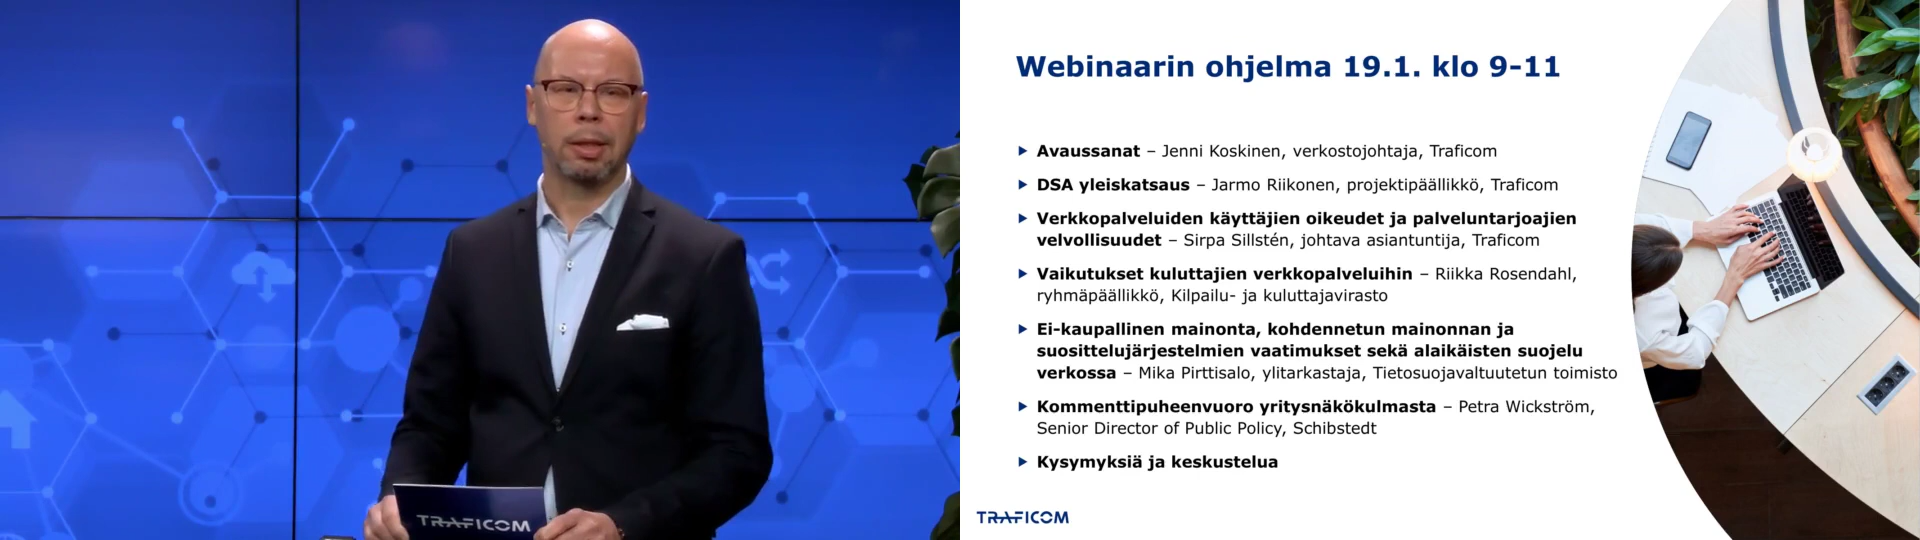 TRAFICOM
Webinaarin ohjelma 19.1. klo 9-11
Avaussanat – Jenni Koskinen, verkostojohtaja, Traficom
DSA yleiskatsaus – Jarmo Riikonen, projektipäällikkö, Traficom
Verkkopalveluiden käyttäjien oikeudet ja palveluntarjoajien
velvollisuudet – Sirpa Sillstén, johtava asiantuntija, Traficom
Vaikutukset kuluttajien verkkopalveluihin – Riikka Rosendahl,
ryhmäpäällikkö, Kilpailu- ja kuluttajavirasto
Ei-kaupallinen mainonta, kohdennetun mainonnan ja
suosittelujärjestelmien vaatimukset sekä alaikäisten suojelu
verkossa – Mika Pirttisalo, ylitarkastaja, Tietosuojavaltuutetun toimisto
Kommenttipuheenvuoro yritysnäkökulmasta – Petra Wickström,
Senior Director of Public Policy, Schibstedt
Kysymyksiä ja keskustelua
TRAFICOM